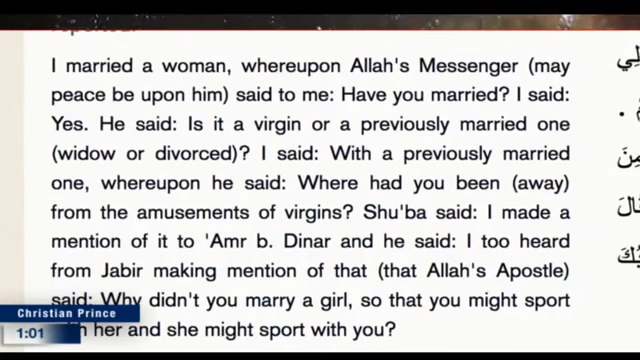 I married a woman, whereupon Allah's Messenger (may
peace be upon him) said to me: Have you married? I said:
Yes. He said: Is it a virgin or a previously married one
(widow or divorced)? I said: With a previously married
one, whereupon he said: Where had you been (away)
from the amusements of virgins? Shu'ba said: I made a
mention of it to 'Amr b. Dinar and he said: I too heard
from Jabir making mention of that (that Allah's Apostle)
said: Why didn't you marry a girl, so that you might sport
her and she might sport with you?
Christian Prince
1:01